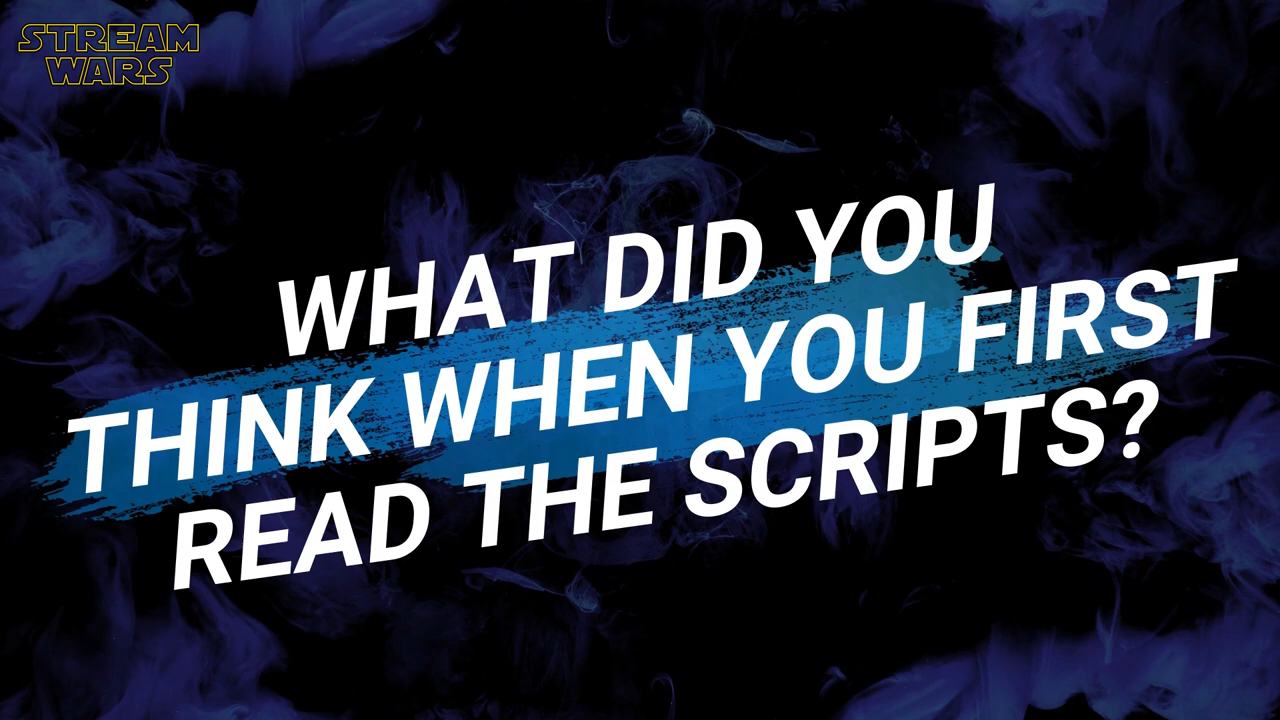 STREAM
WARS
WHAT DID YOU
THINK WHEN YOU FIRST
READ THE SCRIPTS?